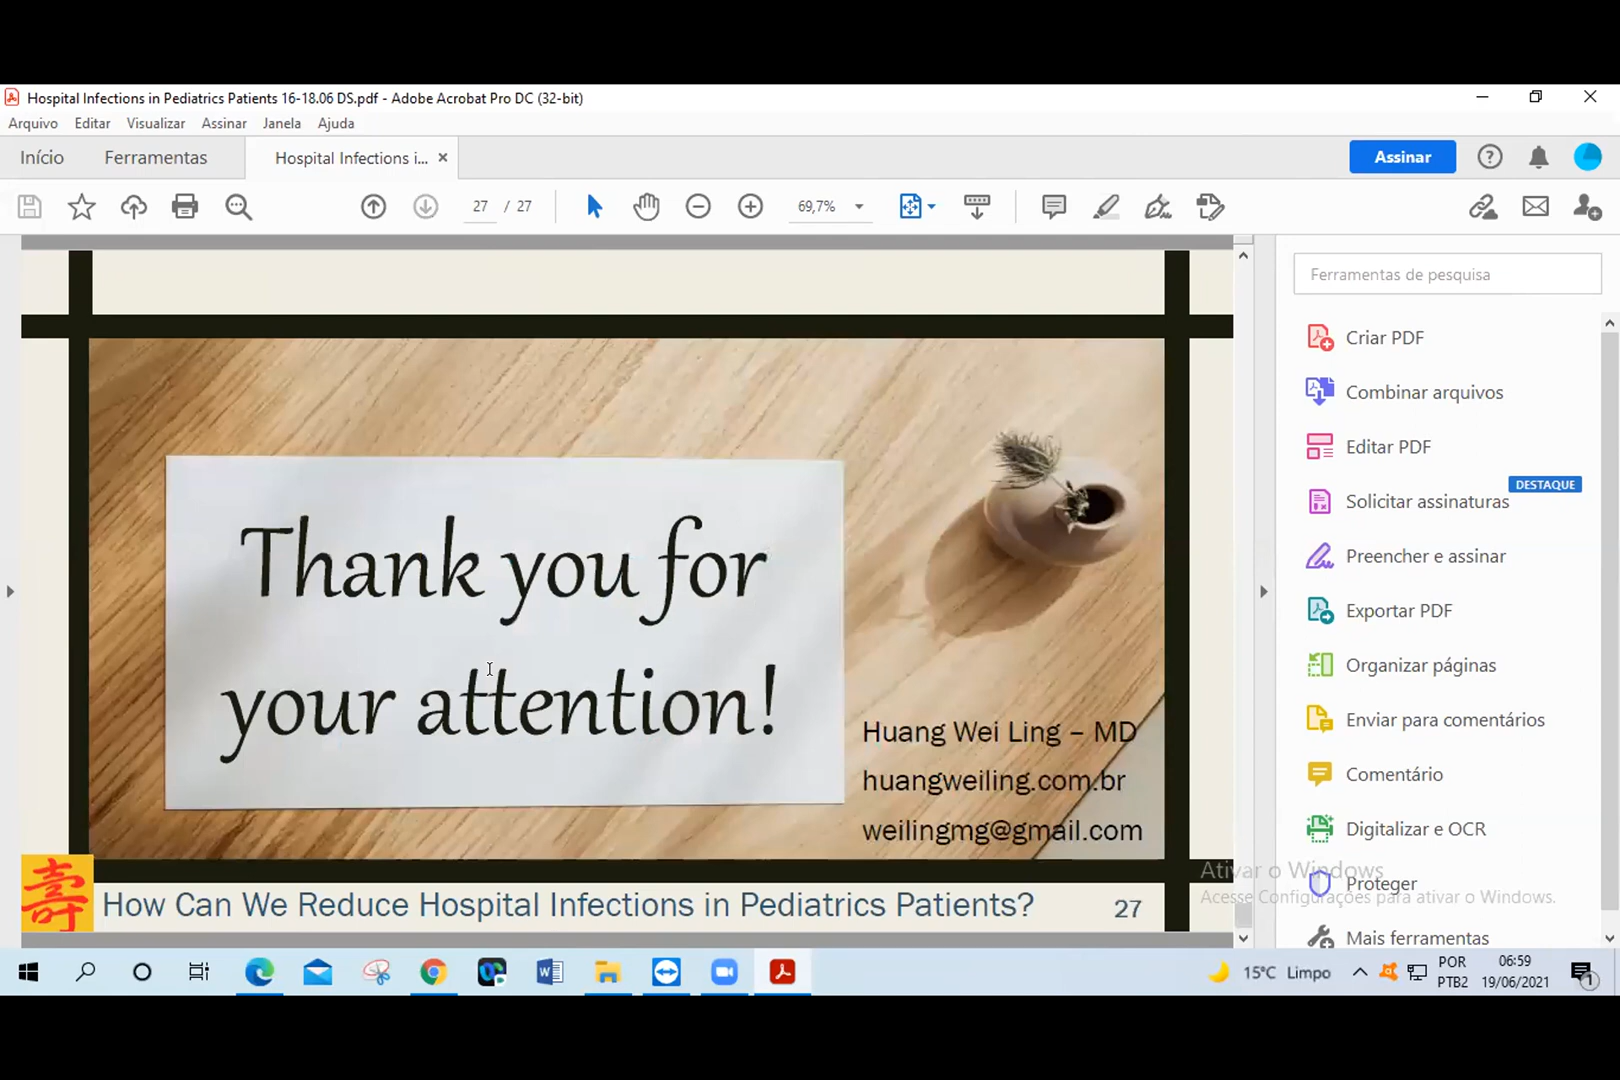 Hospital Infections in Pediatrics Patients 16-18.06 DS.pdf - Adobe Acrobat Pro DC (32-bit)
Arquivo Editar Visualizar Assinar Janela Ajuda
Início Ferramentas Hospital Infections i... × Assinar
27 / 27 69,7%
Ferramentas de pesquisa
Criar PDF
Combinar arquivos
Editar PDF
DESTAQUE
Solicitar assinaturas
Preencher e assinar
Exportar PDF
Organizar páginas
Enviar para comentários
Comentário
Digitalizar e OCR
Proteger
Mais ferramentas
Thank you for
your attention!
Huang Wei Ling – MD
huangweiling.com.br
weilingmg@gmail.com
壽
How Can We Reduce Hospital Infections in Pediatrics Patients? 27
Ativar o Windows
Acesse Configurações para ativar o Windows.
15°C Limpo
POR
PTB2
06:59
19/06/2021
1